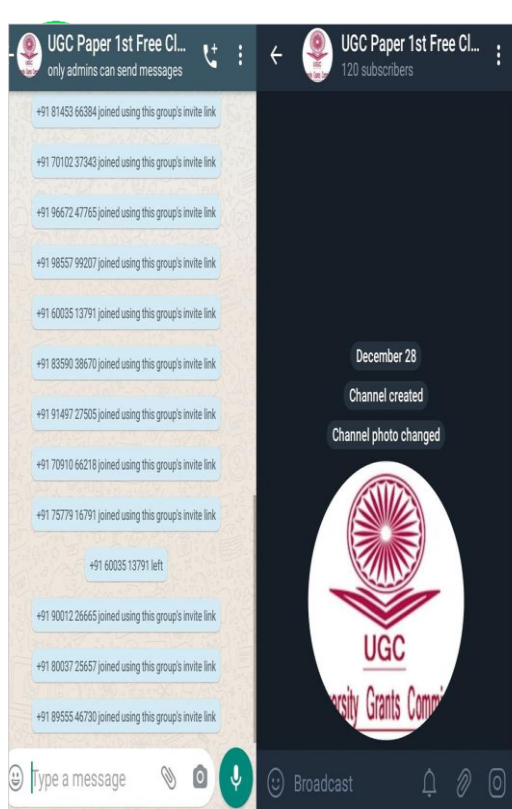 UGC Paper 1st Free Cl...
only admins can send messages
+91 81453 66384 joined using this group's invite link
+91 70102 37343 joined using this group's invite link
+91 96672 47765 joined using this group's invite link
+91 98557 99207 joined using this group's invite link
+91 60035 13791 joined using this group's invite link
+91 83590 38670 joined using this group's invite link
+91 91497 27505 joined using this group's invite link
+91 70910 66218 joined using this group's invite link
+91 75779 16791 joined using this group's invite link
+91 60035 13791 left
+91 90012 26665 joined using this group's invite link
+91 80037 25657 joined using this group's invite link
+91 89555 46730 joined using this group's invite link
Type a message
UGC Paper 1st Free Cl...
120 subscribers
December 28
Channel created
Channel photo changed
UGC
ersity Grants Commi
Broadcast